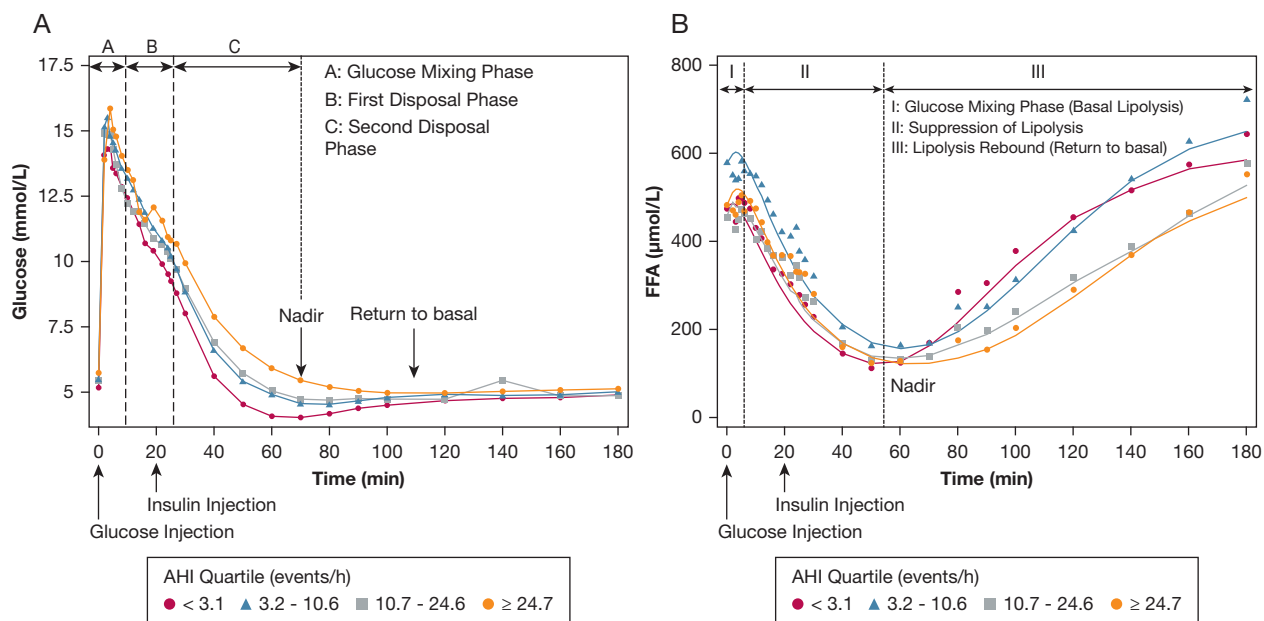 A
A
B
C
17.5
15
12.5
10
7.5
5
Glucose (mmol/L)
A: Glucose Mixing Phase
B: First Disposal Phase
C: Second Disposal
Phase
Nadir
Return to basal
0
20
40
60
80
100
120
140
160
180
Time (min)
Insulin Injection
Glucose Injection
AHI Quartile (events/h)
< 3.1
3.2 - 10.6
10.7 - 24.6
≥ 24.7
B
I
II
III
800
600
400
200
0
FFA (μmol/L)
I: Glucose Mixing Phase (Basal Lipolysis)
II: Suppression of Lipolysis
III: Lipolysis Rebound (Return to basal)
Nadir
0
20
40
60
80
100
120
140
160
180
Time (min)
Insulin Injection
Glucose Injection
AHI Quartile (events/h)
< 3.1
3.2 - 10.6
10.7 - 24.6
≥ 24.7